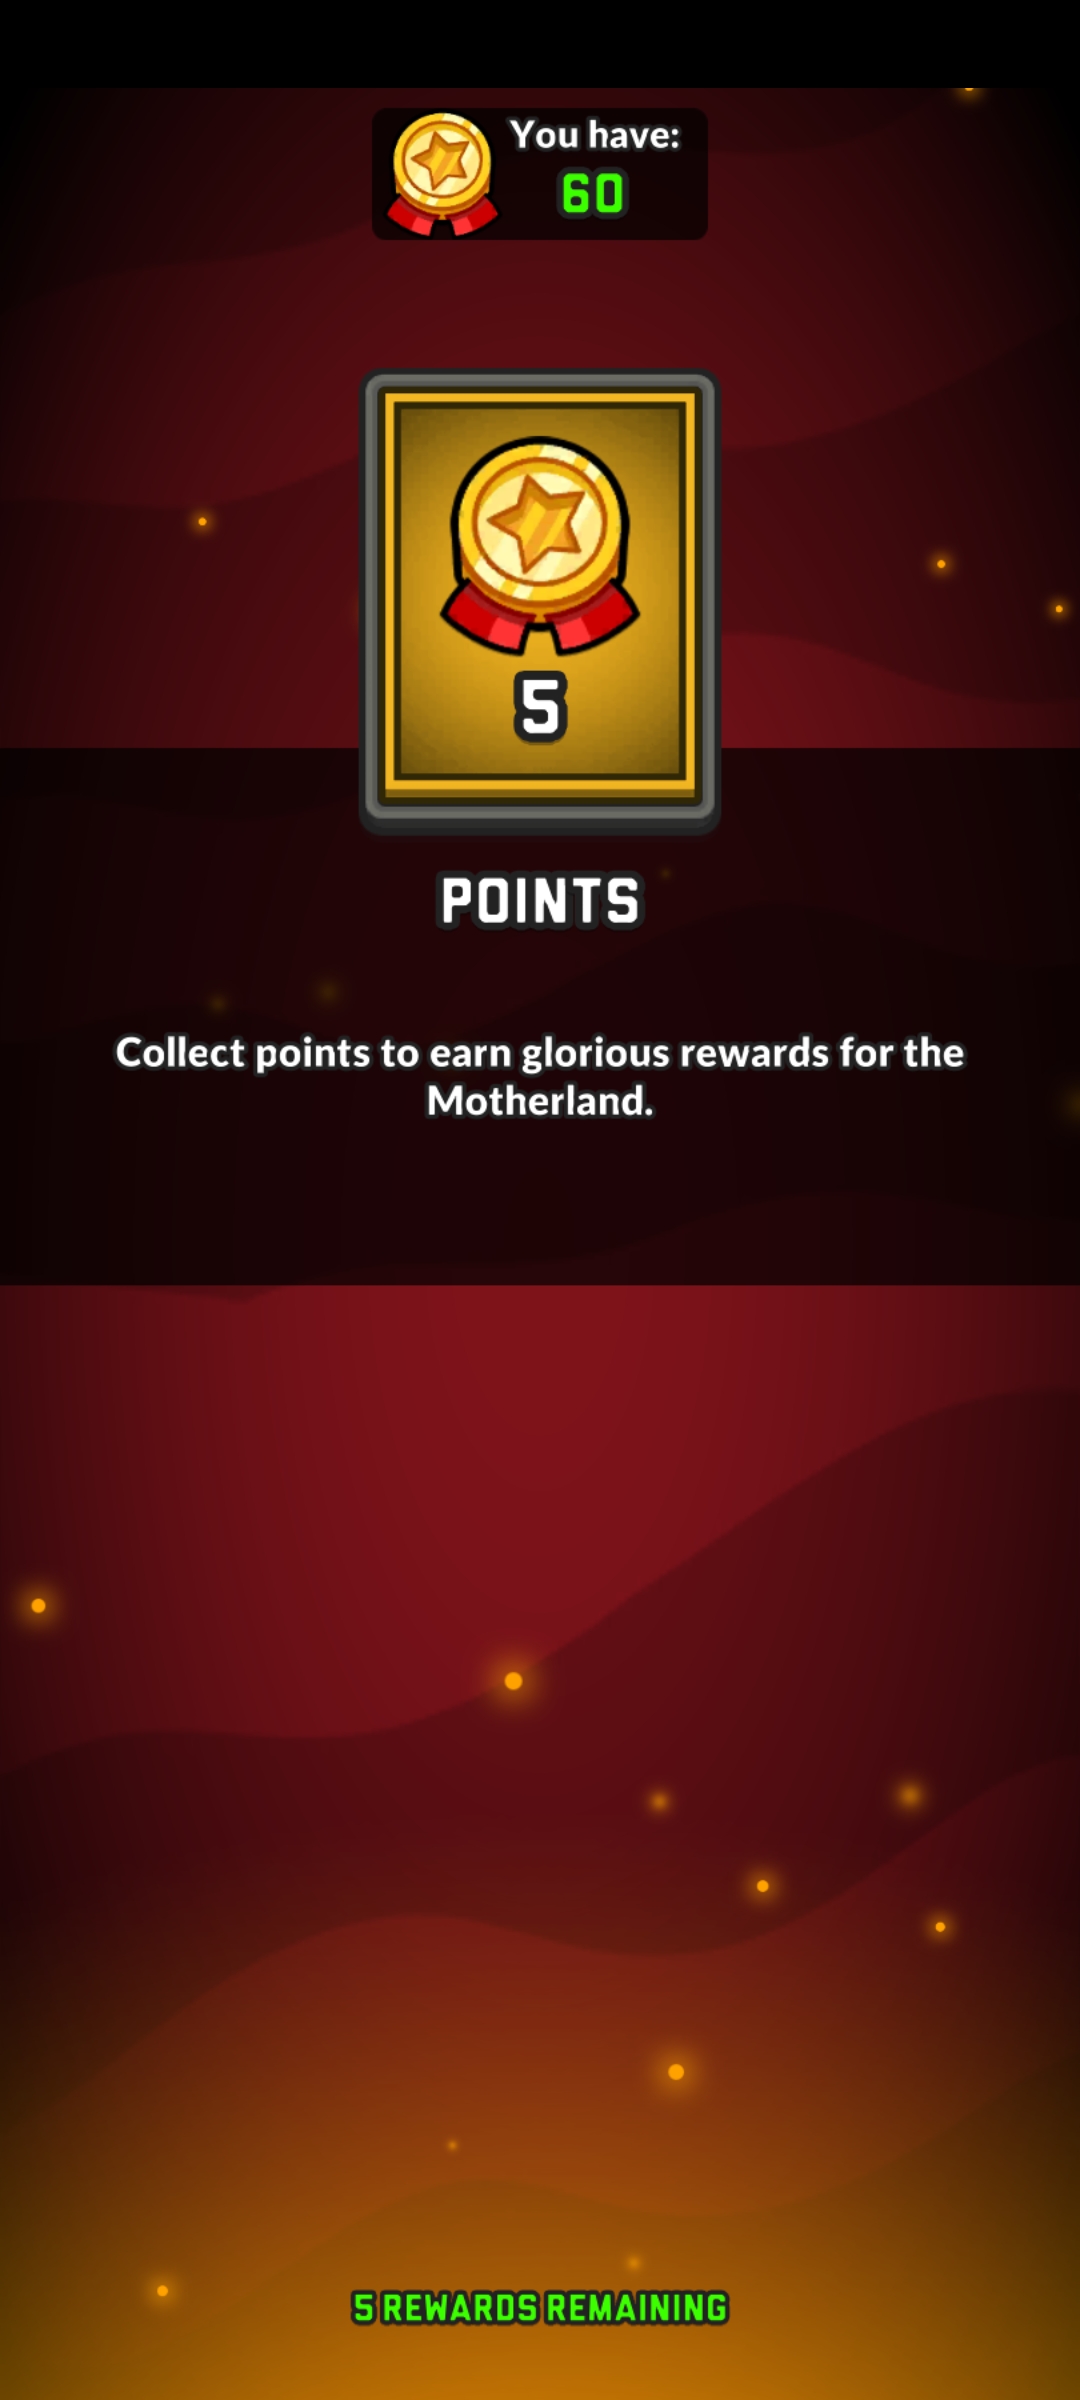 You have:
60
5
POINTS
Collect points to earn glorious rewards for the
Motherland.
5 REWARDS REMAINING